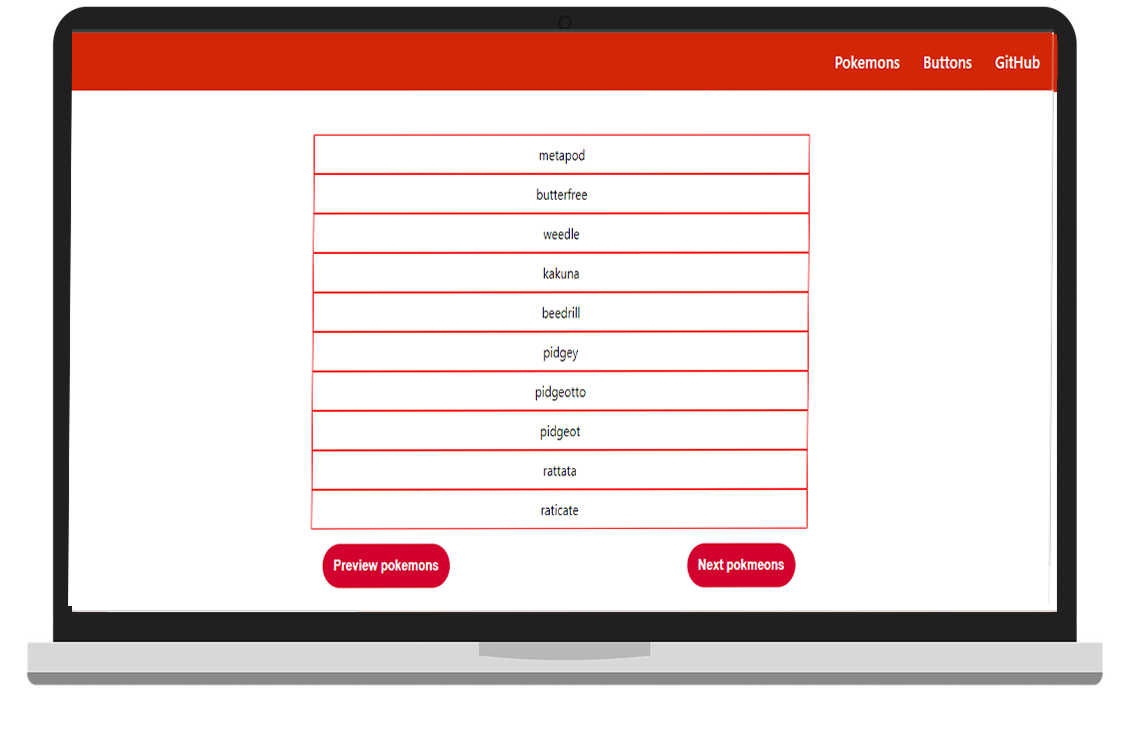 Pokemons Buttons GitHub
metapod
butterfree
weedle
kakuna
beedrill
pidgey
pidgeotto
pidgeot
rattata
raticate
Preview pokemons Next pokmeons